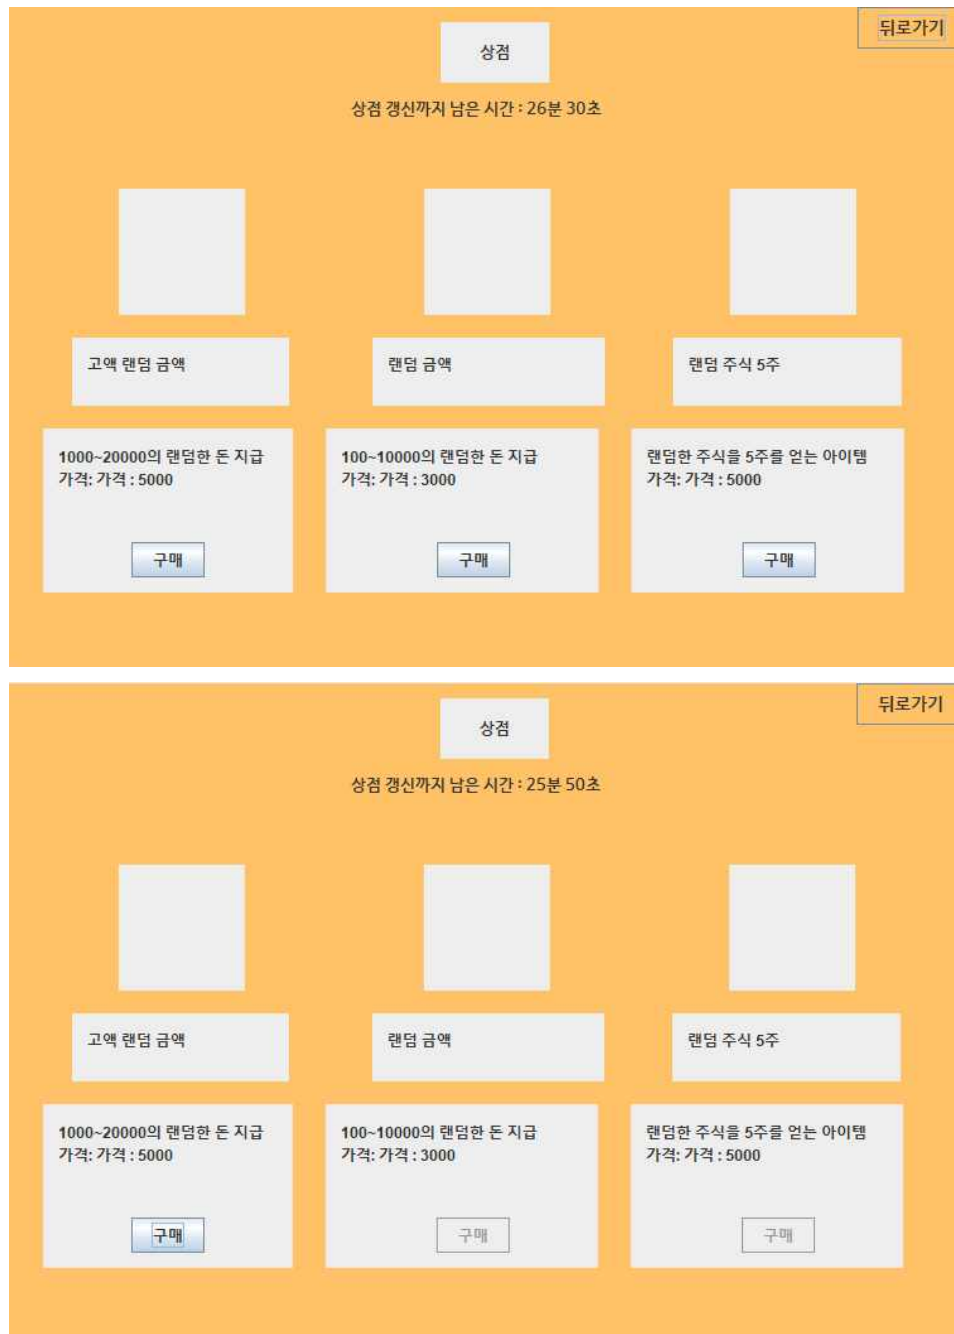 뒤로가기
상점
상점 갱신까지 남은 시간 : 26분 30초
고액 랜덤 금액
랜덤 금액
랜덤 주식 5주
1000~20000의 랜덤한 돈 지급
가격: 가격 : 5000
100~10000의 랜덤한 돈 지급
가격: 가격 : 3000
랜덤한 주식을 5주를 얻는 아이템
가격: 가격 : 5000
구매
구매
구매
뒤로가기
상점
상점 갱신까지 남은 시간 : 25분 50초
고액 랜덤 금액
랜덤 금액
랜덤 주식 5주
1000~20000의 랜덤한 돈 지급
가격: 가격 : 5000
100~10000의 랜덤한 돈 지급
가격: 가격 : 3000
랜덤한 주식을 5주를 얻는 아이템
가격: 가격 : 5000
구매
구매
구매